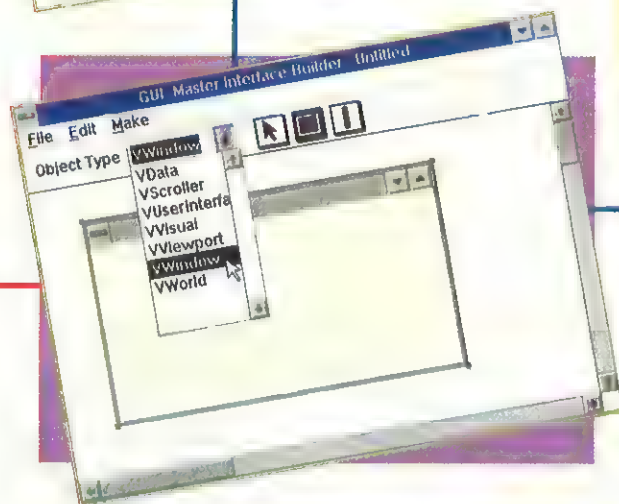 GUI Master Interface Builder Untitled
File Edit Make
Object Type VWindow
VData
VScroller
VUserInterfa
VVisual
VViewport
VWindow
VWorld